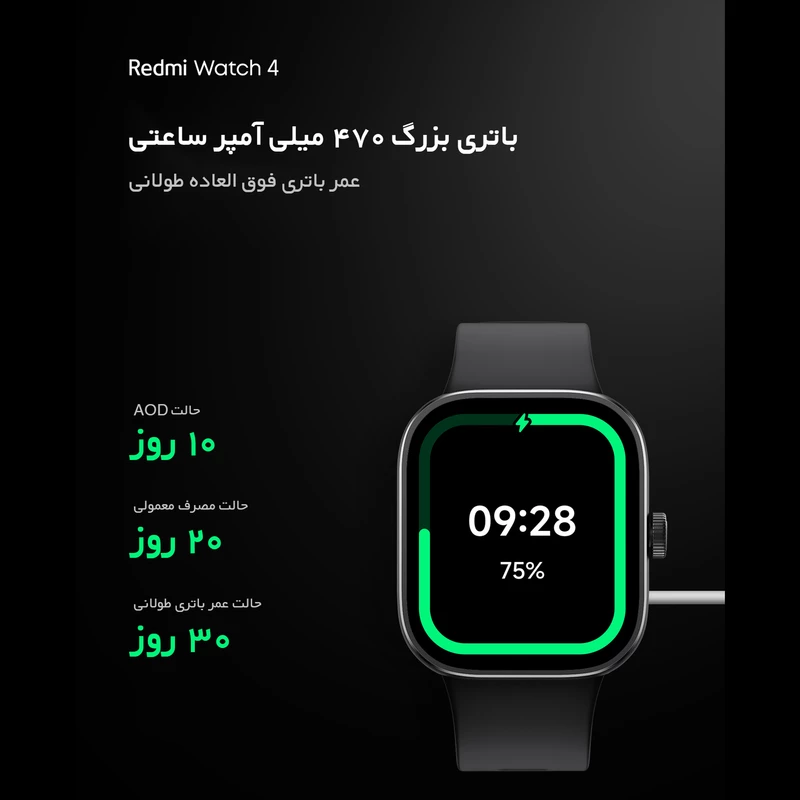 Redmi Watch 4
باتری بزرگ ۴۷۰ میلی آمپر ساعتی
عمر باتری فوق العاده طولانی
حالت AOD
۱۰ روز
حالت مصرف معمولی
۲۰ روز
حالت عمر باتری طولانی
۳۰ روز
09:28
75%